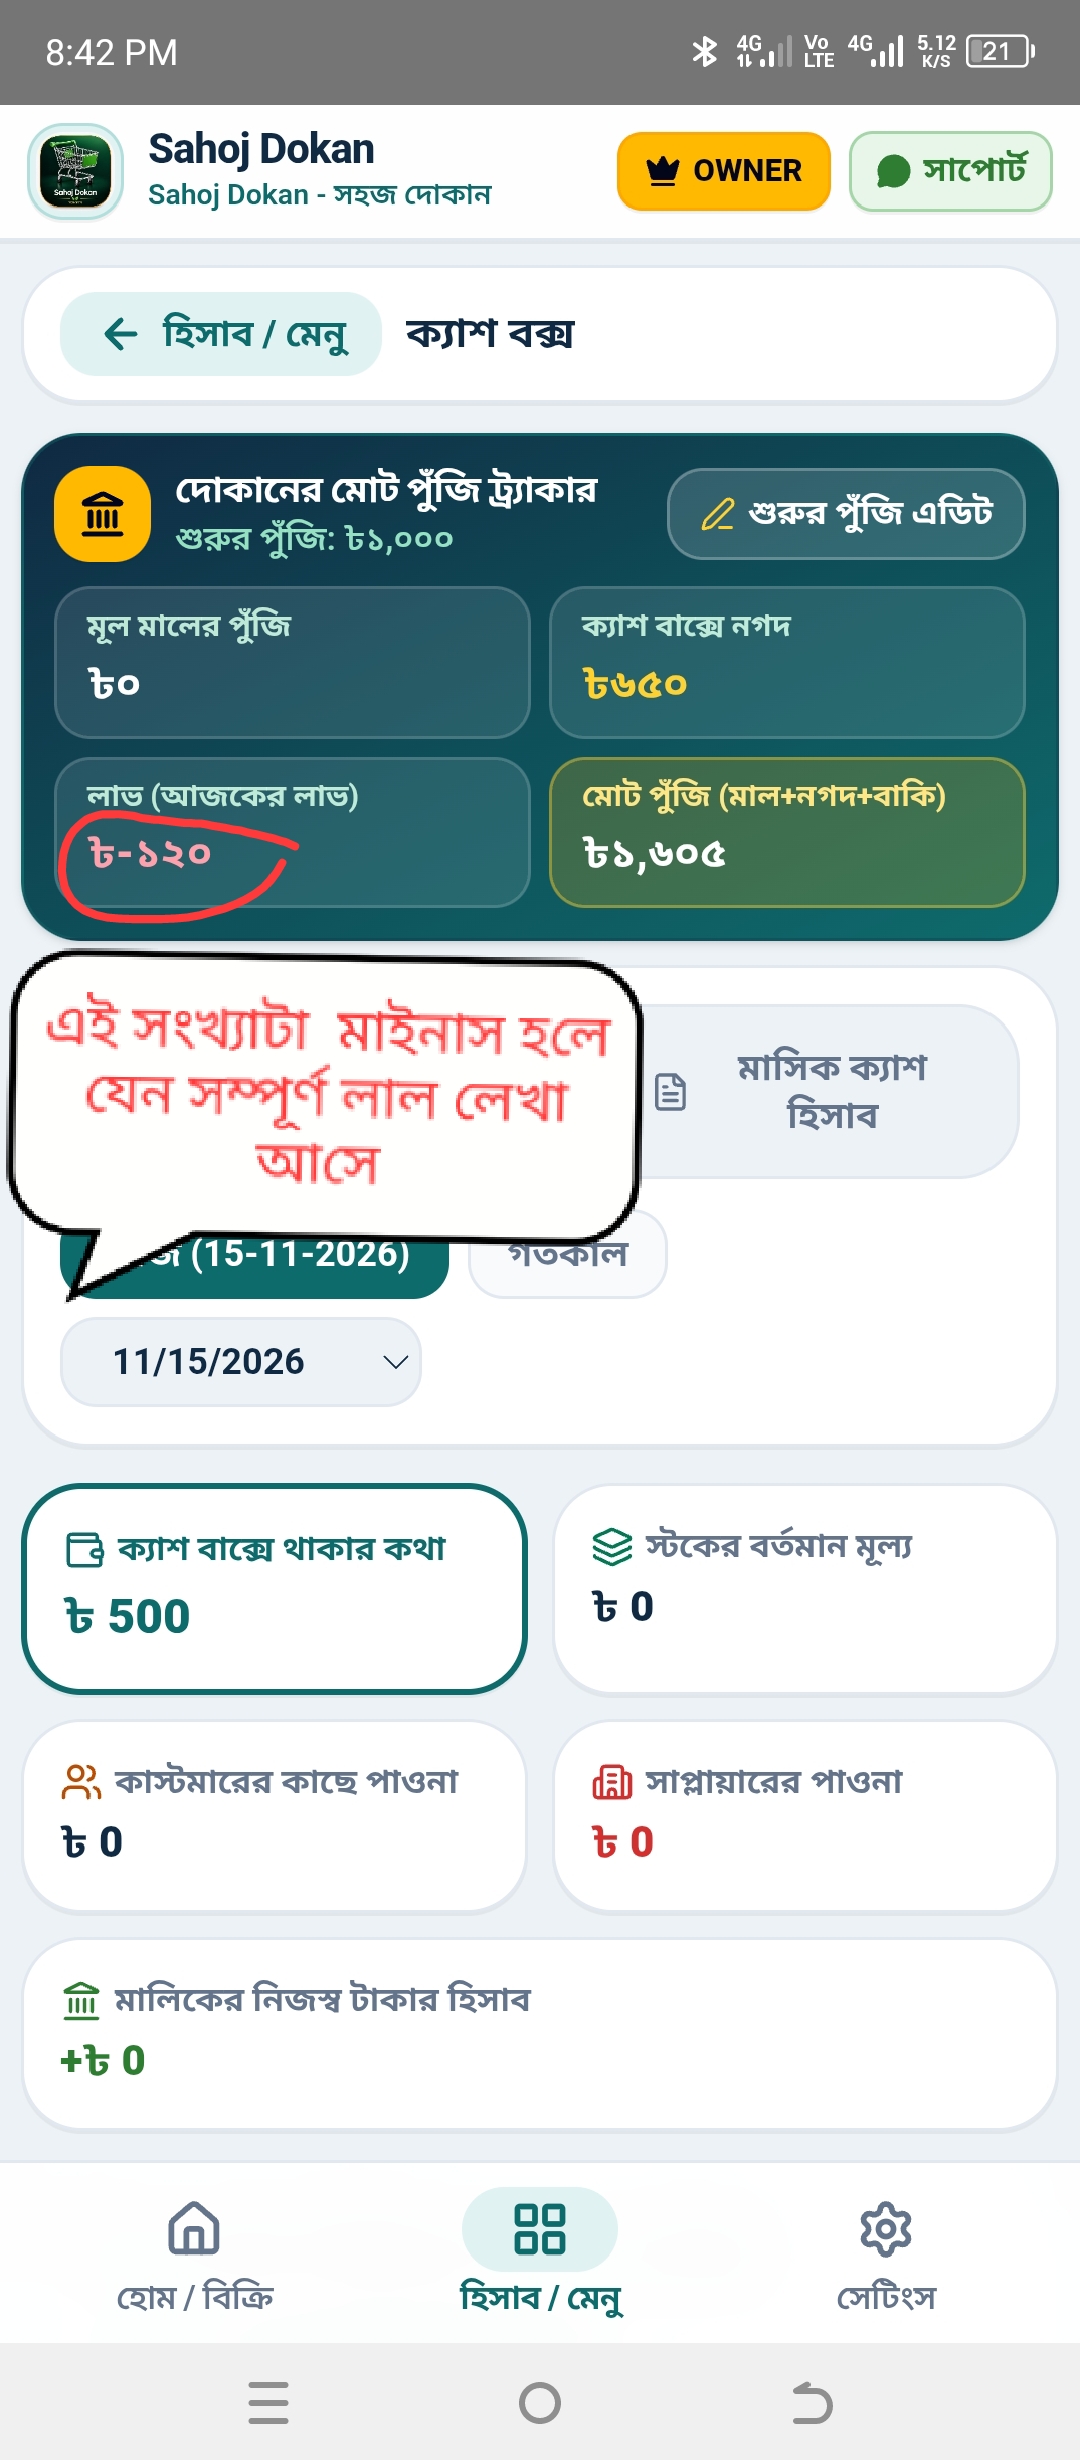 8:42 PM
4G Vo LTE 4G 5.12 K/S 21
Sahoj Dokan
Sahoj Dokan - সহজ দোকান
OWNER
সাপোর্ট
হিসাব / মেনু
ক্যাশ বক্স
দোকানের মোট পুঁজি ট্র্যাকার
শুরুর পুঁজি: ৳১,০০০
শুরুর পুঁজি এডিট
মূল মালের পুঁজি
৳০
ক্যাশ বাক্সে নগদ
৳৬৫০
লাভ (আজকের লাভ)
৳-১২০
মোট পুঁজি (মাল+নগদ+বাকি)
৳১,৬০৫
এই সংখ্যাটা মাইনাস হলে
যেন সম্পূর্ণ লাল লেখা
আসে
মাসিক ক্যাশ
হিসাব
(15-11-2026)
গতকাল
11/15/2026
ক্যাশ বাক্সে থাকার কথা
৳ 500
স্টকের বর্তমান মূল্য
৳ 0
কাস্টমারের কাছে পাওনা
৳ 0
সাপ্লায়ারের পাওনা
৳ 0
মালিকের নিজস্ব টাকার হিসাব
+৳ 0
হোম / বিক্রি
হিসাব / মেনু
সেটিংস